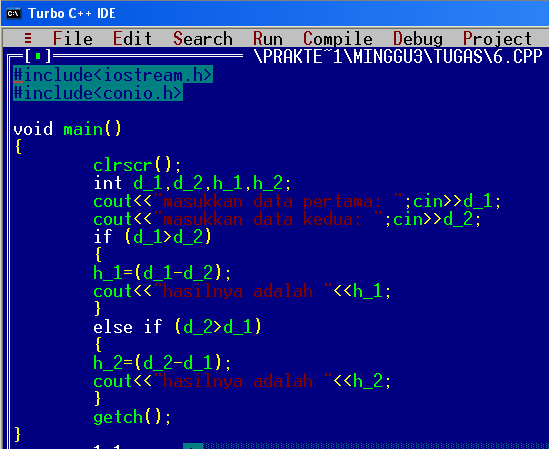 Turbo C++ IDE
≡ File Edit Search Run Compile Debug Project
[▪] \PRAKTE~1\MINGGU3\TUGAS\6.CPP
#include<iostream.h>
#include<conio.h>
void main()
{
clrscr();
int d_1,d_2,h_1,h_2;
cout<<"masukkan data pertama: ";cin>>d_1;
cout<<"masukkan data kedua: ";cin>>d_2;
if (d_1>d_2)
{
h_1=(d_1-d_2);
cout<<"hasilnya adalah "<<h_1;
}
else if (d_2>d_1)
{
h_2=(d_2-d_1);
cout<<"hasilnya adalah "<<h_2;
}
getch();
}